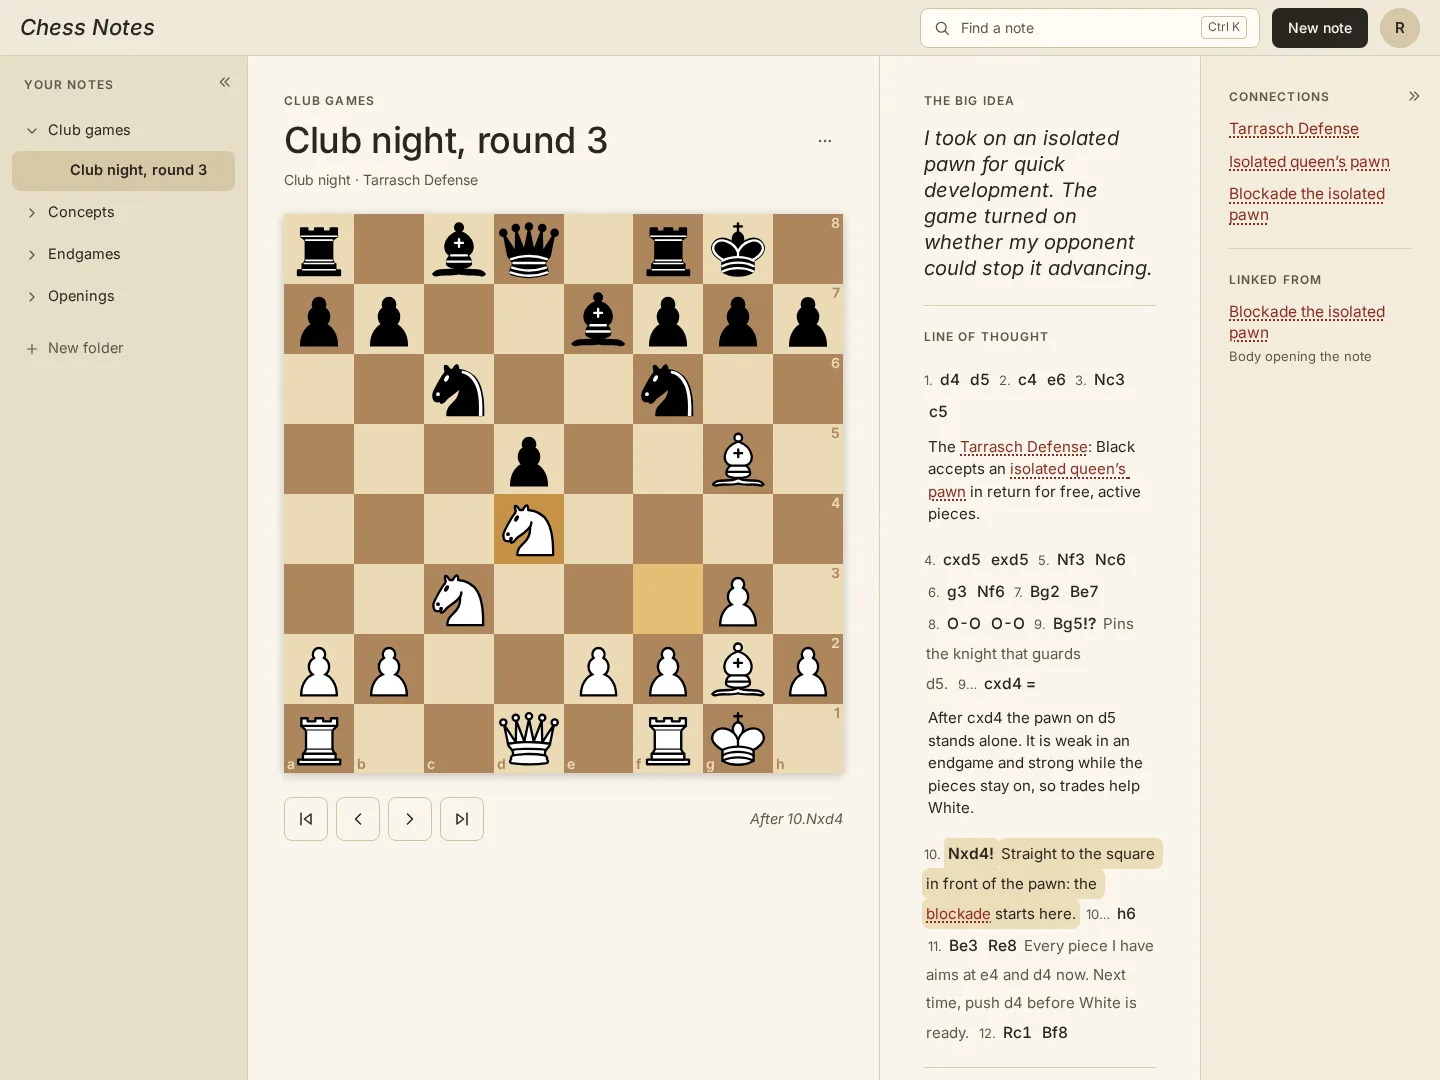 Chess Notes
Find a note
Ctrl K
New note
R
YOUR NOTES
Club games
Club night, round 3
Concepts
Endgames
Openings
New folder
CLUB GAMES
Club night, round 3
...
Club night · Tarrasch Defense
8
7
6
5
4
3
2
1
a b c d e f g h
After 10.Nxd4
THE BIG IDEA
I took on an isolated
pawn for quick
development. The
game turned on
whether my opponent
could stop it advancing.
LINE OF THOUGHT
1. d4 d5 2. c4 e6 3. Nc3
c5
The Tarrasch Defense: Black
accepts an isolated queen’s
pawn in return for free, active
pieces.
4. cxd5 exd5 5. Nf3 Nc6
6. g3 Nf6 7. Bg2 Be7
8. O-O O-O 9. Bg5!? Pins
the knight that guards
d5. 9… cxd4 =
After cxd4 the pawn on d5
stands alone. It is weak in an
endgame and strong while the
pieces stay on, so trades help
White.
10. Nxd4! Straight to the square
in front of the pawn: the
blockade starts here. 10… h6
11. Be3 Re8 Every piece I have
aims at e4 and d4 now. Next
time, push d4 before White is
ready. 12. Rc1 Bf8
CONNECTIONS
Tarrasch Defense
Isolated queen’s pawn
Blockade the isolated
pawn
LINKED FROM
Blockade the isolated
pawn
Body opening the note